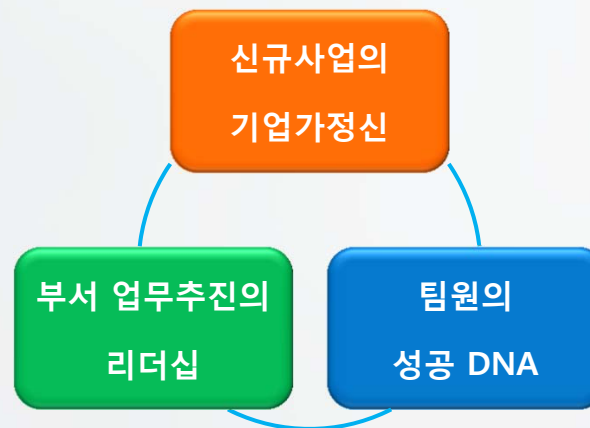 신규사업의
기업가정신
부서 업무추진의
리더십
팀원의
성공 DNA